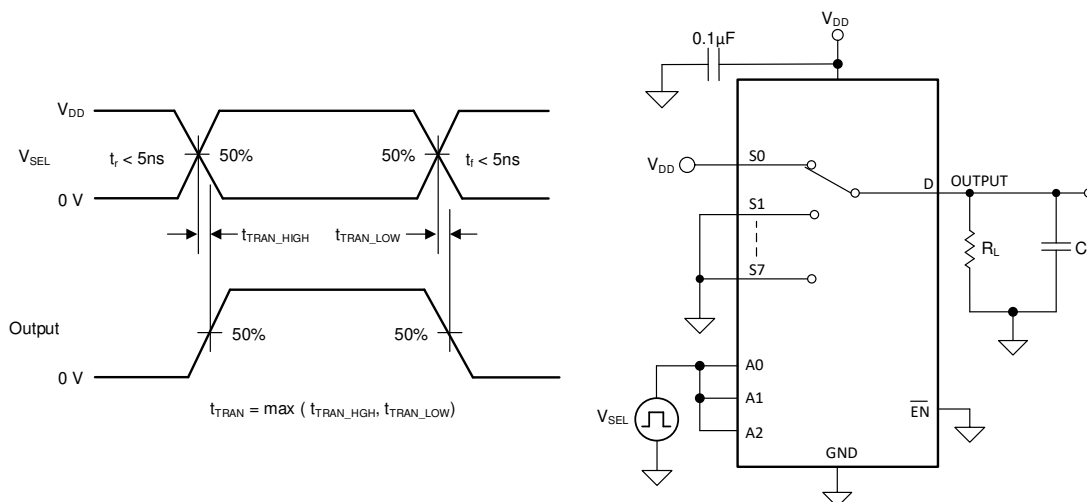 V_DD
V_SEL
0 V
t_r < 5ns
50%
50%
t_f < 5ns
t_TRAN_HIGH
t_TRAN_LOW
Output
0 V
50%
50%
t_TRAN = max ( t_TRAN_HGH, t_TRAN_LOW)
V_DD
0.1µF
V_DD
S0
S1
S7
D
OUTPUT
R_L
C
A0
A1
A2
V_SEL
EN
GND